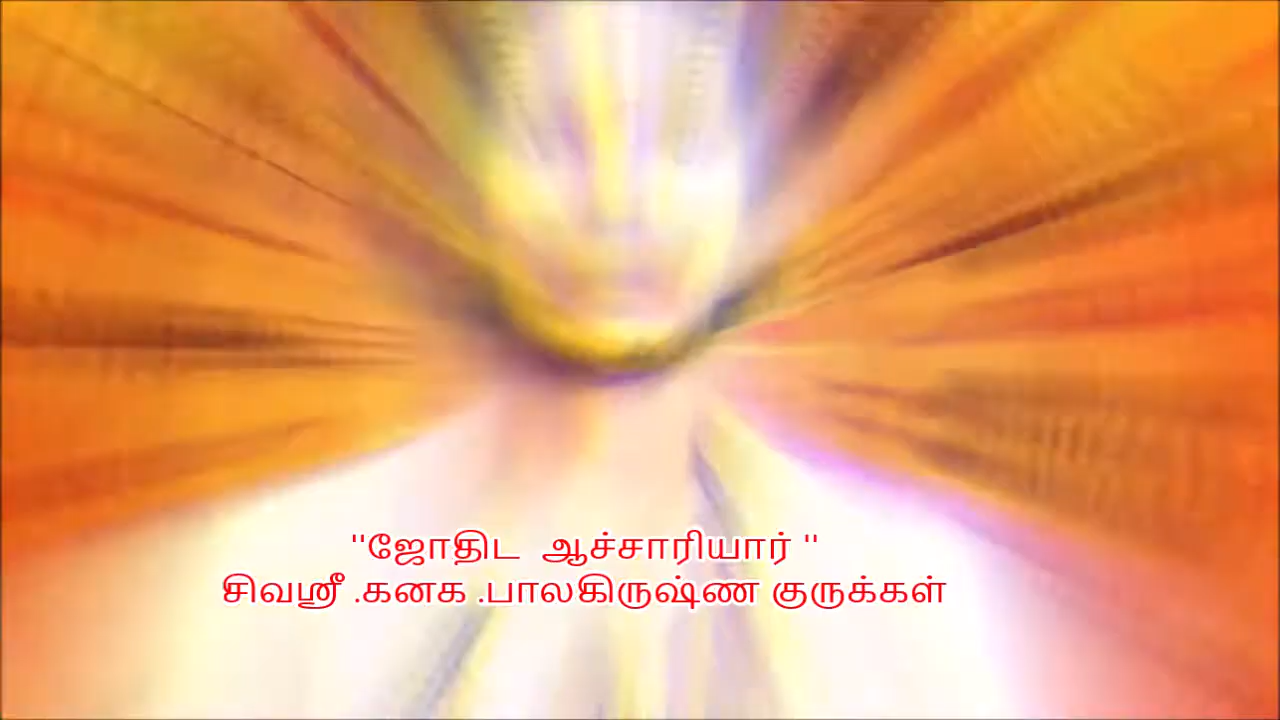 "ஜோதிட ஆச்சாரியார் "
சிவஸ்ரீ .கனக .பாலகிருஷ்ண குருக்கள்